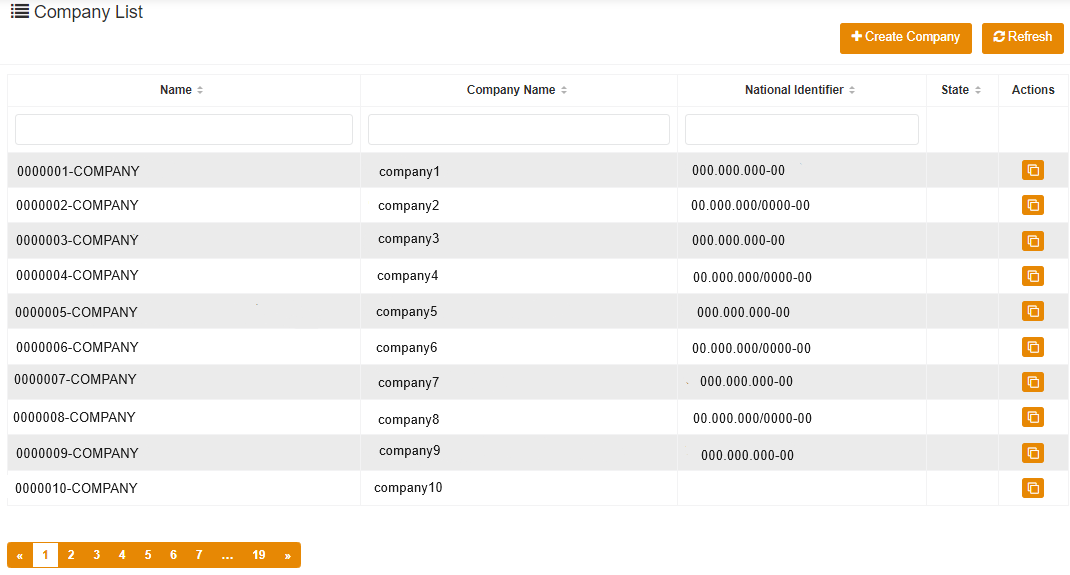 Company List
Create Company Refresh
Name Company Name National Identifier State Actions
0000001-COMPANY company1 000.000.000-00
0000002-COMPANY company2 00.000.000/0000-00
0000003-COMPANY company3 000.000.000-00
0000004-COMPANY company4 00.000.000/0000-00
0000005-COMPANY company5 000.000.000-00
0000006-COMPANY company6 00.000.000/0000-00
0000007-COMPANY company7 000.000.000-00
0000008-COMPANY company8 00.000.000/0000-00
0000009-COMPANY company9 000.000.000-00
0000010-COMPANY company10
« 1 2 3 4 5 6 7 ... 19 »